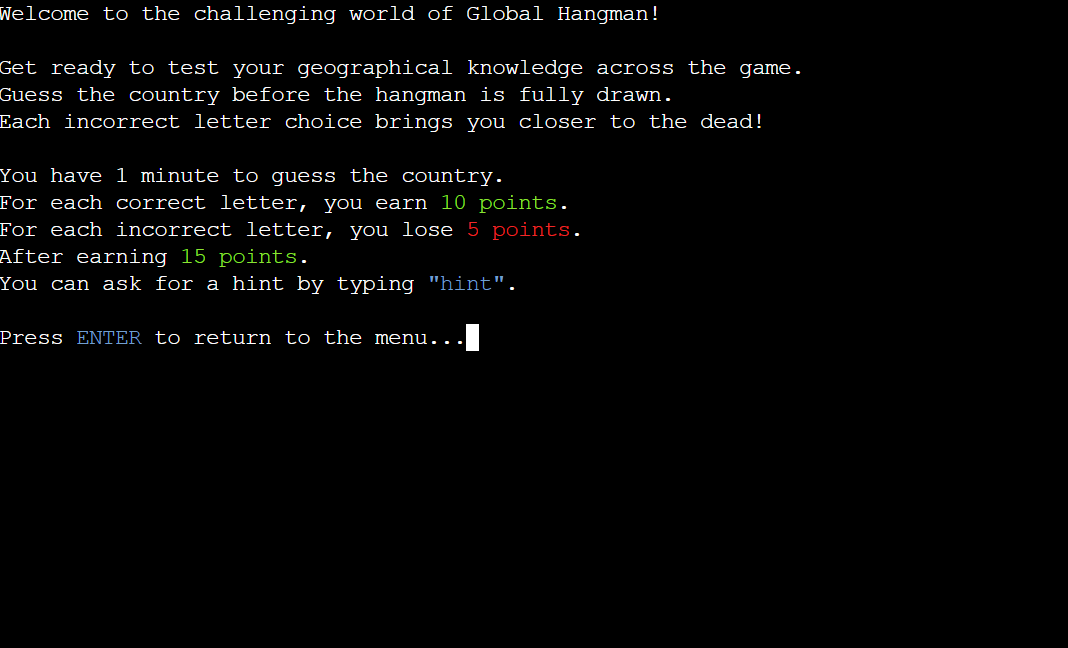 Welcome to the challenging world of Global Hangman!
Get ready to test your geographical knowledge across the game.
Guess the country before the hangman is fully drawn.
Each incorrect letter choice brings you closer to the dead!
You have 1 minute to guess the country.
For each correct letter, you earn 10 points.
For each incorrect letter, you lose 5 points.
After earning 15 points.
You can ask for a hint by typing "hint".
Press ENTER to return to the menu...